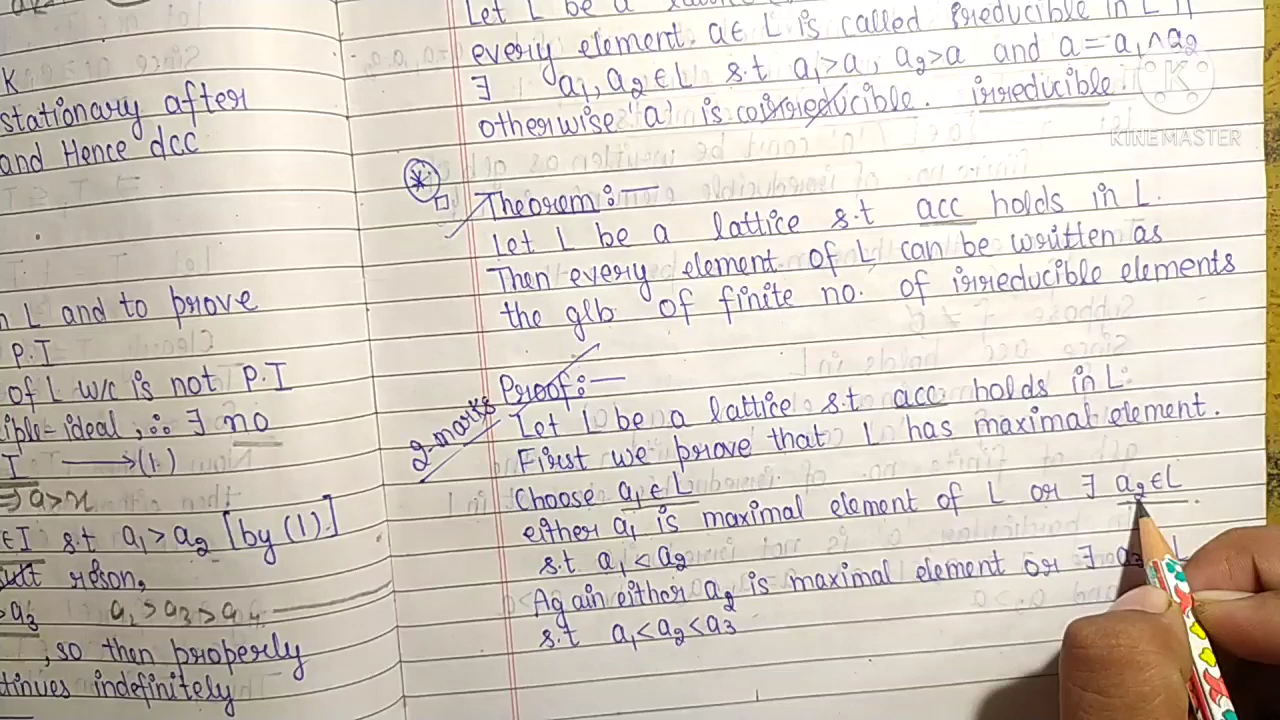 K
stationary after
and Hence dcc
n L and to prove
P.I
of L w/c is not P.I
ible-ideal, ∴ ∃ no
I ⟶(1.)
⇒ a>x
∈I s.t a₁ > a₂ [by (1)]
reson,
>a₃ a₂ > a₃ > a₄
, so then properly
tinues indefinitely
Let L be a
every element. a∈ L is called irreducible in L
∃ a₁, a₂ ∈ L s.t a₁>a, a₂>a and a=a₁∧a₂
otherwise 'a' is coirreducible. irreducible.
KINEMASTER
Theorem:—
Let L be a lattice s.t acc holds in L.
Then every element of L, can be written as
the glb of finite no. of irreducible elements
2 marks
Proof:—
Let L be a lattice s.t acc holds in L.
First we prove that L has maximal element.
Choose a₁ ∈ L
either a₁ is maximal element of L or ∃ a₂ ∈ L
s.t a₁ < a₂
Again either a₂ is maximal element or ∃ a₃ L
s.t a₁ < a₂ < a₃